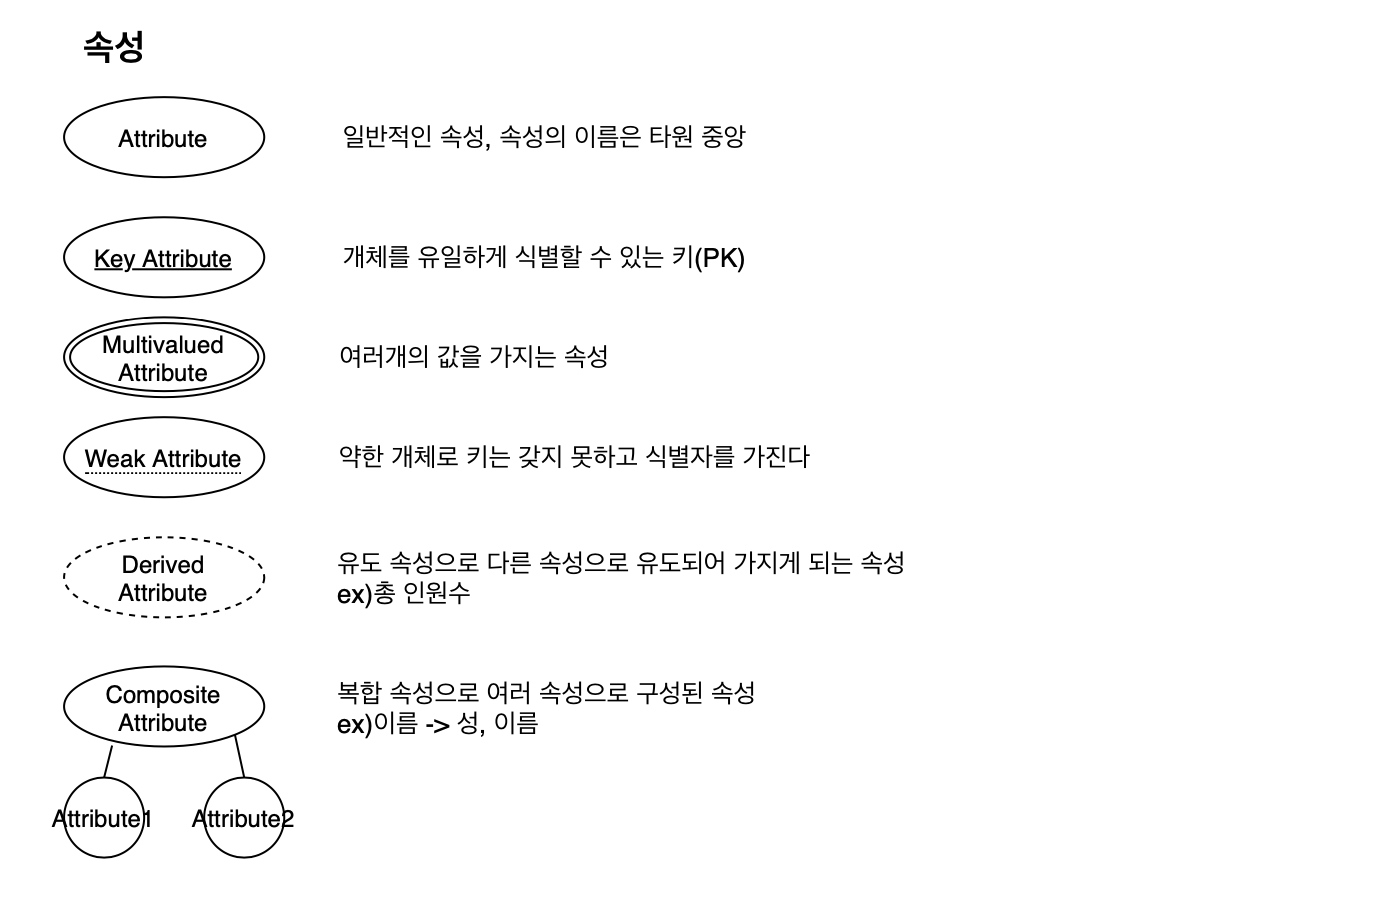 속성
Attribute
일반적인 속성, 속성의 이름은 타원 중앙
Key Attribute
개체를 유일하게 식별할 수 있는 키(PK)
Multivalued
Attribute
여러개의 값을 가지는 속성
Weak Attribute
약한 개체로 키는 갖지 못하고 식별자를 가진다
Derived
Attribute
유도 속성으로 다른 속성으로 유도되어 가지게 되는 속성
ex)총 인원수
Composite
Attribute
복합 속성으로 여러 속성으로 구성된 속성
ex)이름 -> 성, 이름
Attribute1
Attribute2